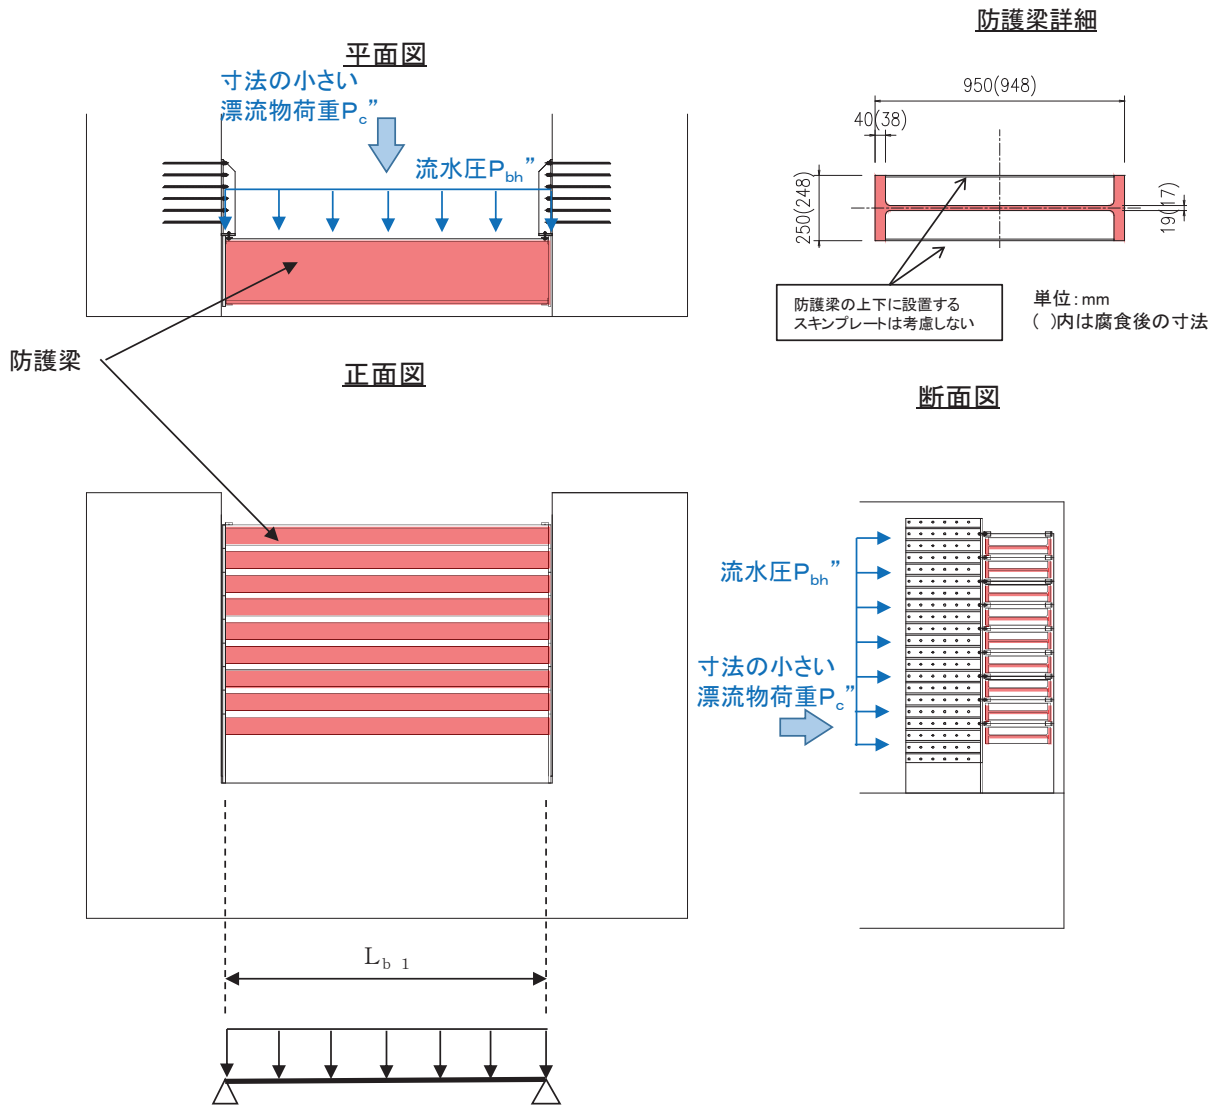 防護梁詳細
平面図
寸法の小さい
漂流物荷重Pc”
流水圧Pbh”
950(948)
40(38)
250(248)
19(17)
防護梁の上下に設置する
スキンプレートは考慮しない
単位:mm
( )内は腐食後の寸法
防護梁
正面図
断面図
流水圧Pbh”
寸法の小さい
漂流物荷重Pc”
Lb 1